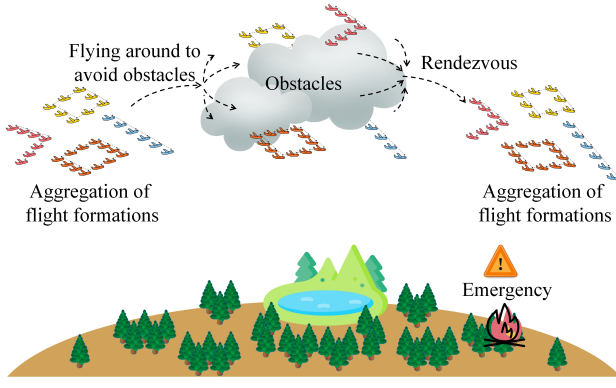 Flying around to
avoid obstacles
Obstacles
Rendezvous
Aggregation of
flight formations
Aggregation of
flight formations
!
Emergency